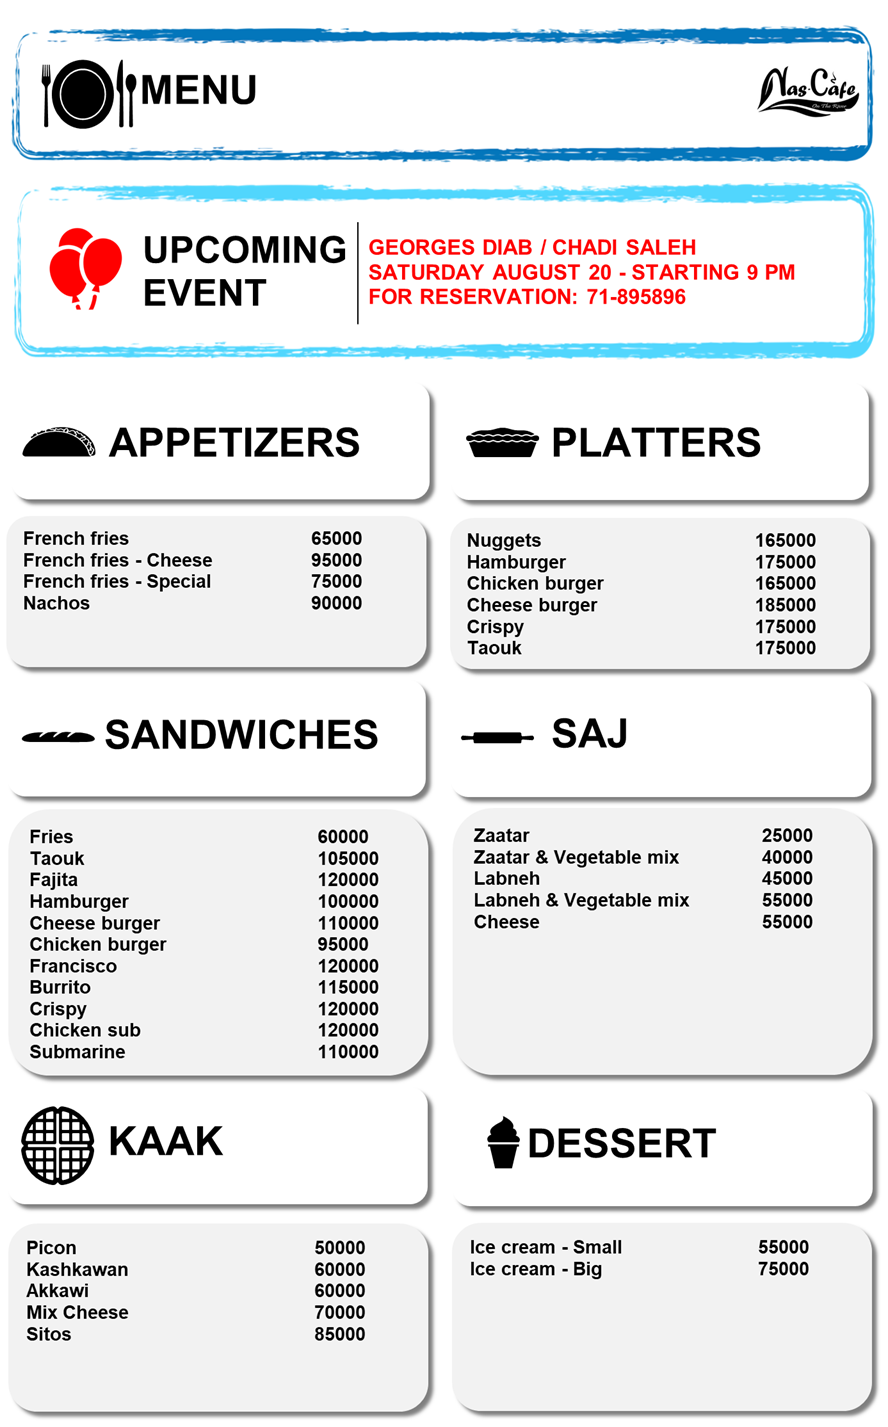 MENU
Nas Cafe
On The River
UPCOMING
EVENT
GEORGES DIAB / CHADI SALEH
SATURDAY AUGUST 20 - STARTING 9 PM
FOR RESERVATION: 71-895896
APPETIZERS
French fries 65000
French fries - Cheese 95000
French fries - Special 75000
Nachos 90000
PLATTERS
Nuggets 165000
Hamburger 175000
Chicken burger 165000
Cheese burger 185000
Crispy 175000
Taouk 175000
SANDWICHES
Fries 60000
Taouk 105000
Fajita 120000
Hamburger 100000
Cheese burger 110000
Chicken burger 95000
Francisco 120000
Burrito 115000
Crispy 120000
Chicken sub 120000
Submarine 110000
SAJ
Zaatar 25000
Zaatar & Vegetable mix 40000
Labneh 45000
Labneh & Vegetable mix 55000
Cheese 55000
KAAK
Picon 50000
Kashkawan 60000
Akkawi 60000
Mix Cheese 70000
Sitos 85000
DESSERT
Ice cream - Small 55000
Ice cream - Big 75000